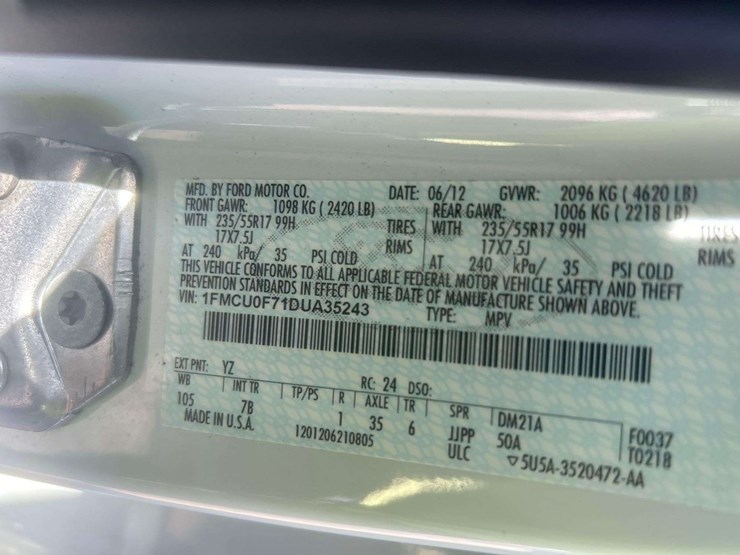 MFD. BY FORD MOTOR CO. DATE: 06/12 GVWR: 2096 KG ( 4620 LB)
FRONT GAWR: 1098 KG ( 2420 LB) REAR GAWR: 1006 KG ( 2218 LB)
WITH 235/55R17 99H TIRES WITH 235/55R17 99H TIRES
17X7.5J RIMS 17X7.5J RIMS
AT 240 kPa/ 35 PSI COLD AT 240 kPa/ 35 PSI COLD
THIS VEHICLE CONFORMS TO ALL APPLICABLE FEDERAL MOTOR VEHICLE SAFETY AND THEFT
PREVENTION STANDARDS IN EFFECT ON THE DATE OF MANUFACTURE SHOWN ABOVE.
VIN: 1FMCU0F71DUA35243 TYPE: MPV
EXT PNT: YZ RC: 24 DSO:
WB INT TR TP/PS R AXLE TR SPR DM21A F0037
105 7B 1 35 6 JJPP 50A T0218
MADE IN U.S.A. 1201206210805 ULC ▽5U5A-3520472-AA